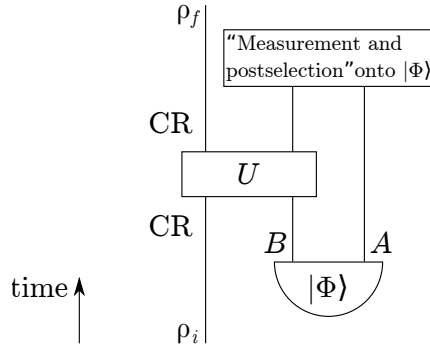 ρ_f
“Measurement and
postselection” onto |Φ⟩
CR
U
CR
B
A
|Φ⟩
time
ρ_i